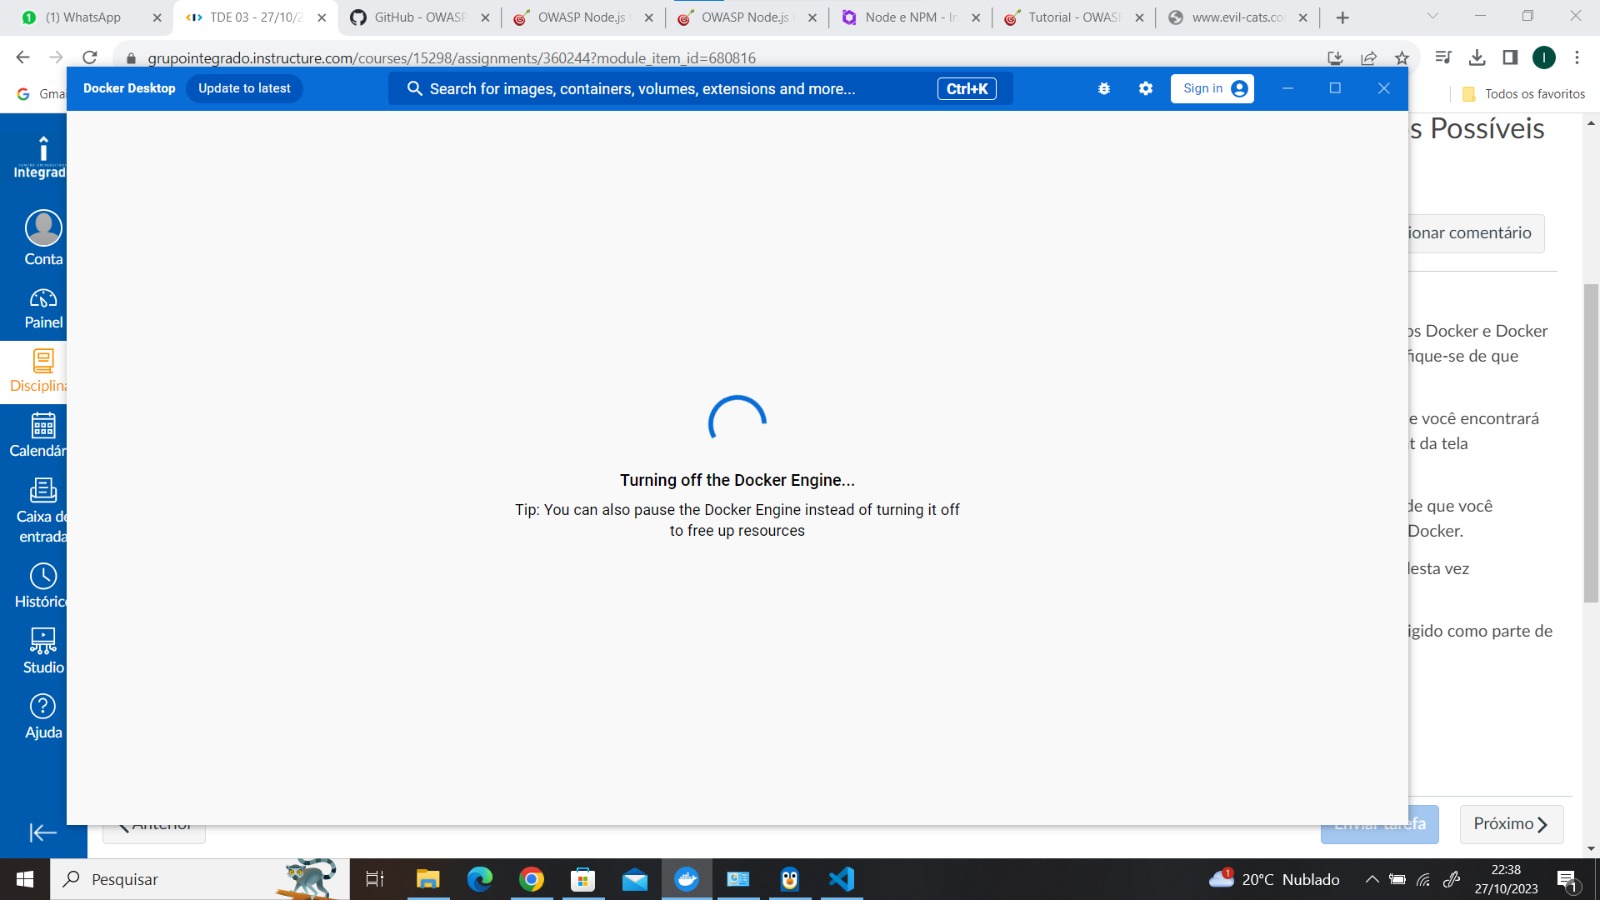 (1) WhatsApp
TDE 03 - 27/10/2
GitHub - OWASP
OWASP Node.js
OWASP Node.js
Node e NPM - In
Tutorial - OWAS
www.evil-cats.co
grupointegrado.instructure.com/courses/15298/assignments/360244?module_item_id=680816
I
Gma
Todos os favoritos
Docker Desktop
Update to latest
Search for images, containers, volumes, extensions and more...
Ctrl+K
Sign in
Integrad
Conta
Painel
Disciplina
Calendár
Caixa de
entrada
Histórico
Studio
Ajuda
Turning off the Docker Engine...
Tip: You can also pause the Docker Engine instead of turning it off
to free up resources
s Possíveis
ionar comentário
os Docker e Docker
fique-se de que
e você encontrará
t da tela
de que você
Docker.
desta vez
igido como parte de
Anterior
Enviar tarefa
Próximo
Pesquisar
1
20°C Nublado
22:38
27/10/2023
1